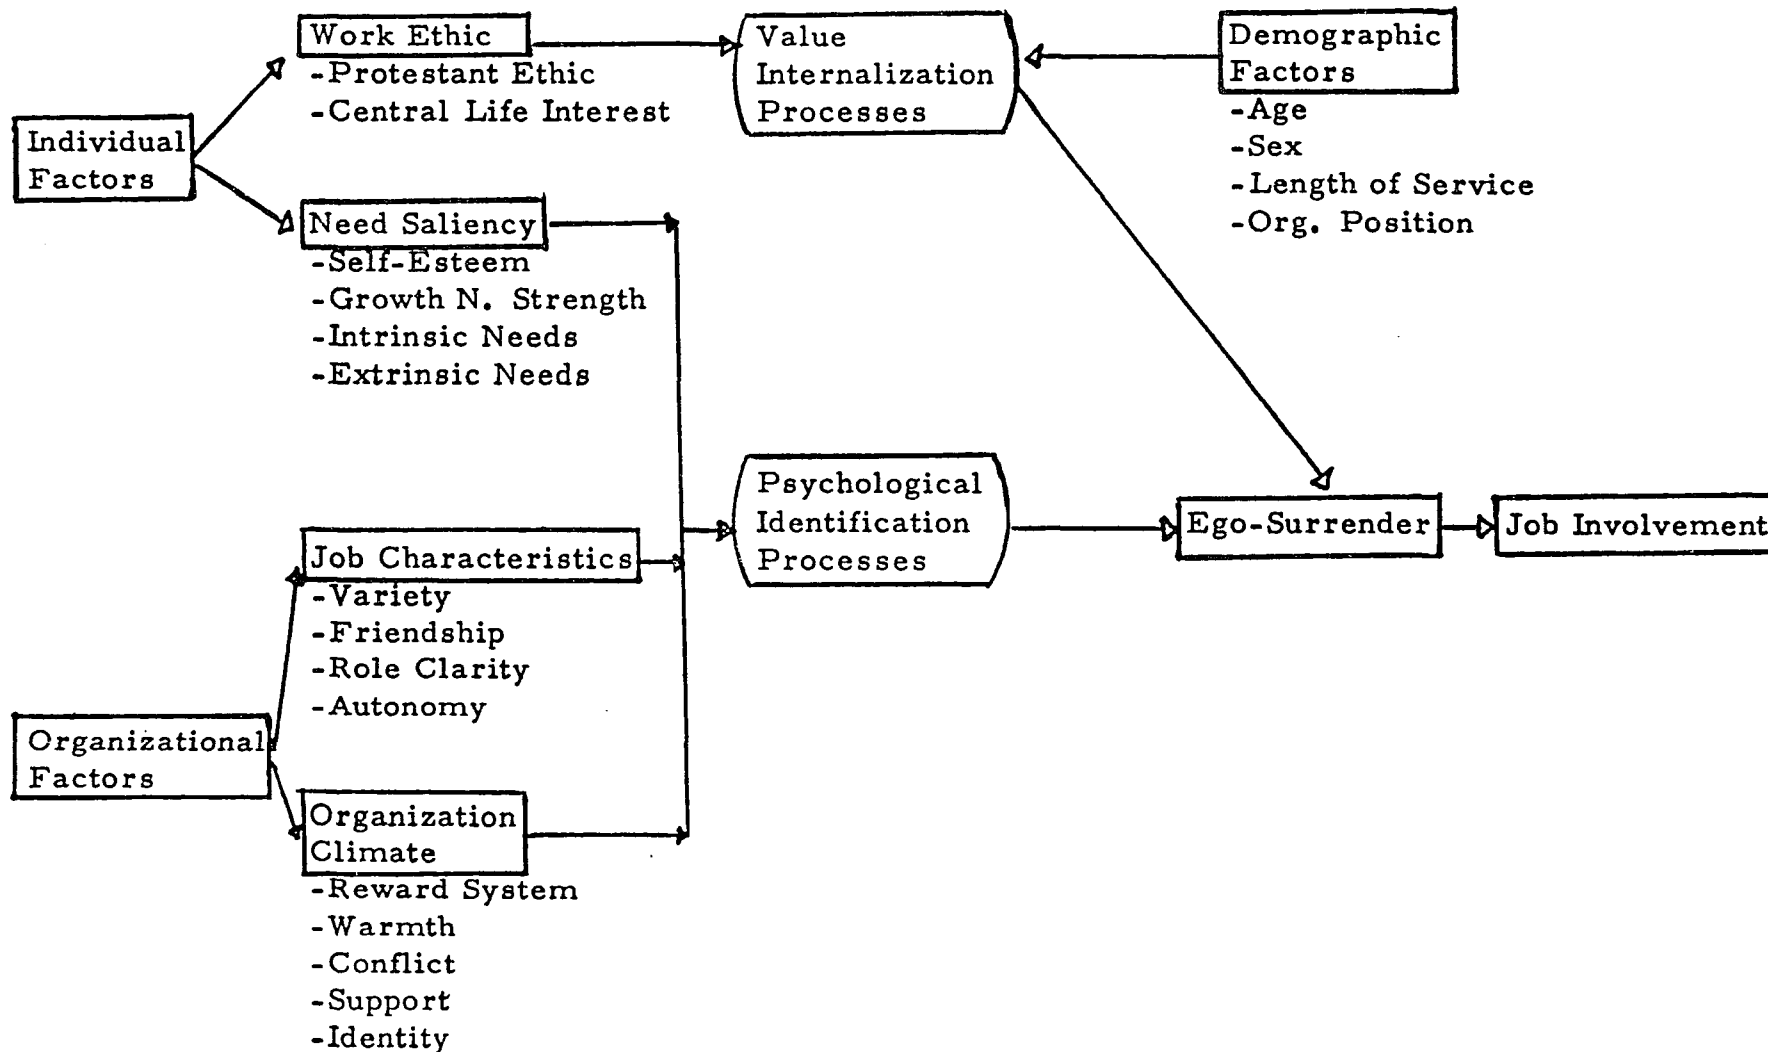 Work Ethic
-Protestant Ethic
-Central Life Interest
Value
Internalization
Processes
Demographic
Factors
-Age
-Sex
-Length of Service
-Org. Position
Individual
Factors
Need Saliency
-Self-Esteem
-Growth N. Strength
-Intrinsic Needs
-Extrinsic Needs
Psychological
Identification
Processes
Ego-Surrender
Job Involvement
Job Characteristics
-Variety
-Friendship
-Role Clarity
-Autonomy
Organizational
Factors
Organization
Climate
-Reward System
-Warmth
-Conflict
-Support
-Identity